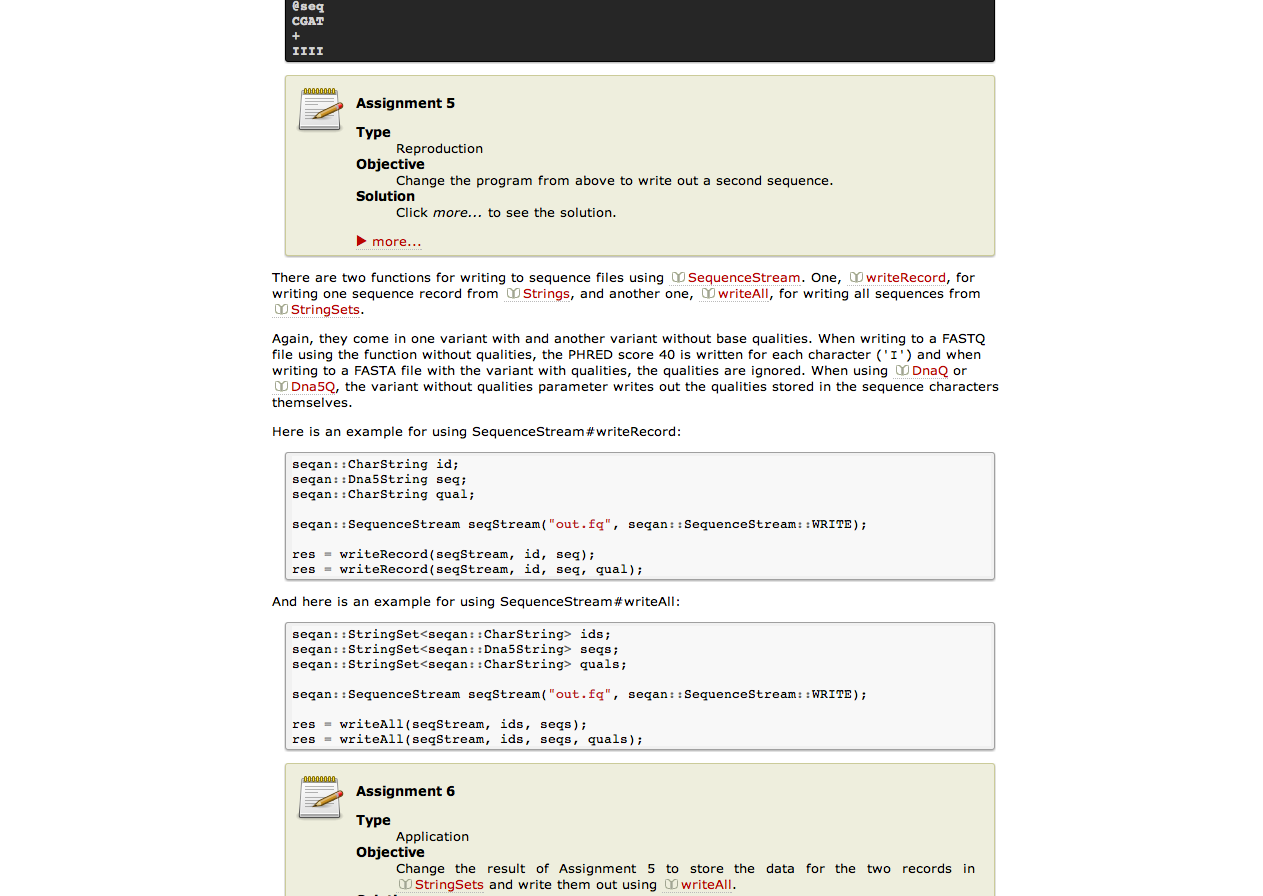 @seq
CGAT
+
IIII
Assignment 5
Type
Reproduction
Objective
Change the program from above to write out a second sequence.
Solution
Click more... to see the solution.
more...
There are two functions for writing to sequence files using SequenceStream. One, writeRecord, for
writing one sequence record from Strings, and another one, writeAll, for writing all sequences from
StringSets.
Again, they come in one variant with and another variant without base qualities. When writing to a FASTQ
file using the function without qualities, the PHRED score 40 is written for each character ('I') and when
writing to a FASTA file with the variant with qualities, the qualities are ignored. When using DnaQ or
Dna5Q, the variant without qualities parameter writes out the qualities stored in the sequence characters
themselves.
Here is an example for using SequenceStream#writeRecord:
seqan::CharString id;
seqan::Dna5String seq;
seqan::CharString qual;
seqan::SequenceStream seqStream("out.fq", seqan::SequenceStream::WRITE);
res = writeRecord(seqStream, id, seq);
res = writeRecord(seqStream, id, seq, qual);
And here is an example for using SequenceStream#writeAll:
seqan::StringSet<seqan::CharString> ids;
seqan::StringSet<seqan::Dna5String> seqs;
seqan::StringSet<seqan::CharString> quals;
seqan::SequenceStream seqStream("out.fq", seqan::SequenceStream::WRITE);
res = writeAll(seqStream, ids, seqs);
res = writeAll(seqStream, ids, seqs, quals);
Assignment 6
Type
Application
Objective
Change the result of Assignment 5 to store the data for the two records in
StringSets and write them out using writeAll.